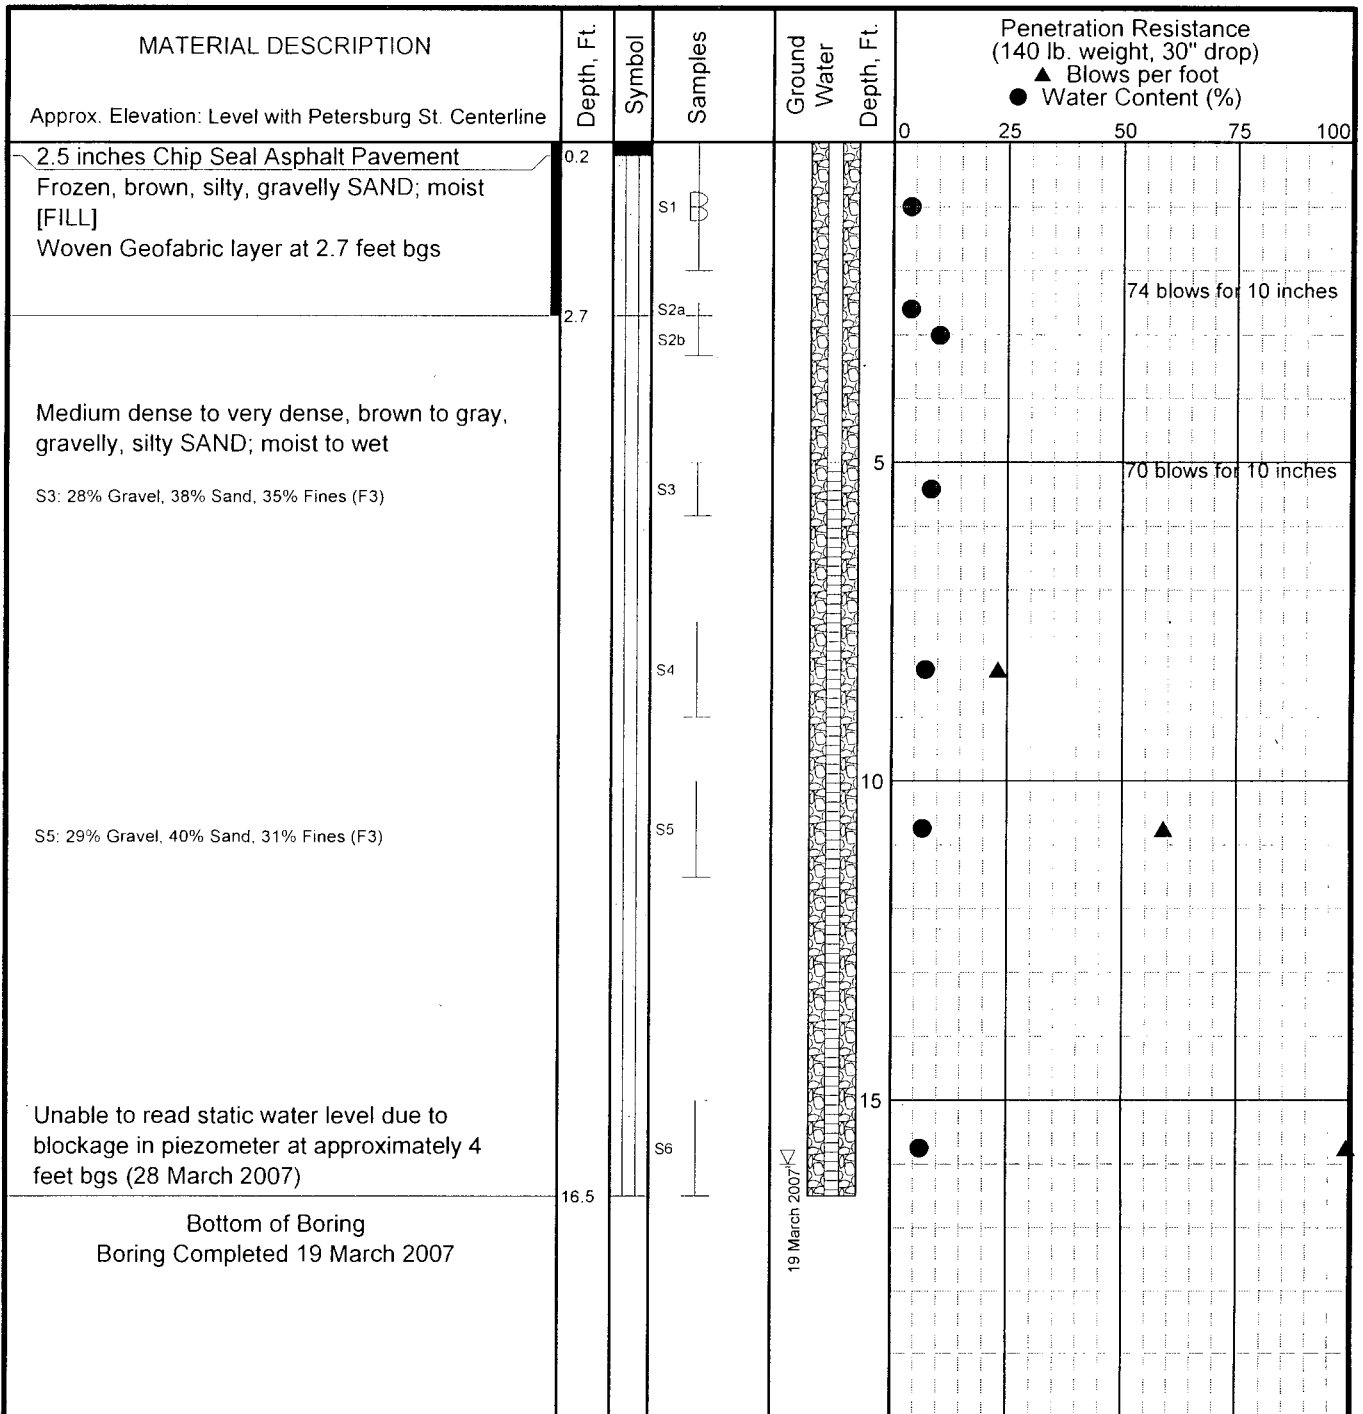 MATERIAL DESCRIPTION
Approx. Elevation: Level with Petersburg St. Centerline
Depth, Ft.
Symbol
Samples
Ground
Water
Depth, Ft.
Penetration Resistance
(140 lb. weight, 30" drop)
▲ Blows per foot
● Water Content (%)
0 25 50 75 100
2.5 inches Chip Seal Asphalt Pavement
0.2
Frozen, brown, silty, gravelly SAND; moist
[FILL]
Woven Geofabric layer at 2.7 feet bgs
S1
B
74 blows for 10 inches
2.7
S2a
S2b
Medium dense to very dense, brown to gray,
gravelly, silty SAND; moist to wet
5
70 blows for 10 inches
S3: 28% Gravel, 38% Sand, 35% Fines (F3)
S3
S4
10
S5: 29% Gravel, 40% Sand, 31% Fines (F3)
S5
15
Unable to read static water level due to
blockage in piezometer at approximately 4
feet bgs (28 March 2007)
S6
19 March 2007
16.5
Bottom of Boring
Boring Completed 19 March 2007